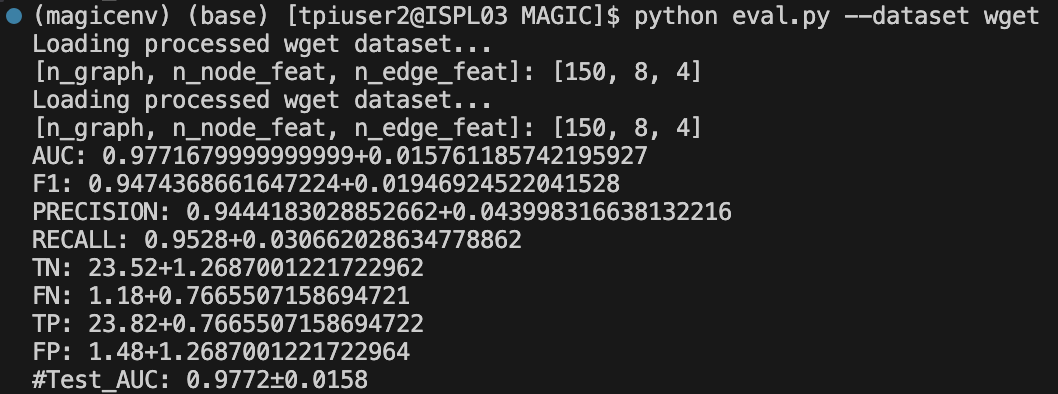 (magicenv) (base) [tpiuser2@ISPL03 MAGIC]$ python eval.py --dataset wget
Loading processed wget dataset...
[n_graph, n_node_feat, n_edge_feat]: [150, 8, 4]
Loading processed wget dataset...
[n_graph, n_node_feat, n_edge_feat]: [150, 8, 4]
AUC: 0.9771679999999999+0.015761185742195927
F1: 0.9474368661647224+0.01946924522041528
PRECISION: 0.9444183028852662+0.043998316638132216
RECALL: 0.9528+0.030662028634778862
TN: 23.52+1.2687001221722962
FN: 1.18+0.7665507158694721
TP: 23.82+0.7665507158694722
FP: 1.48+1.2687001221722964
#Test_AUC: 0.9772±0.0158